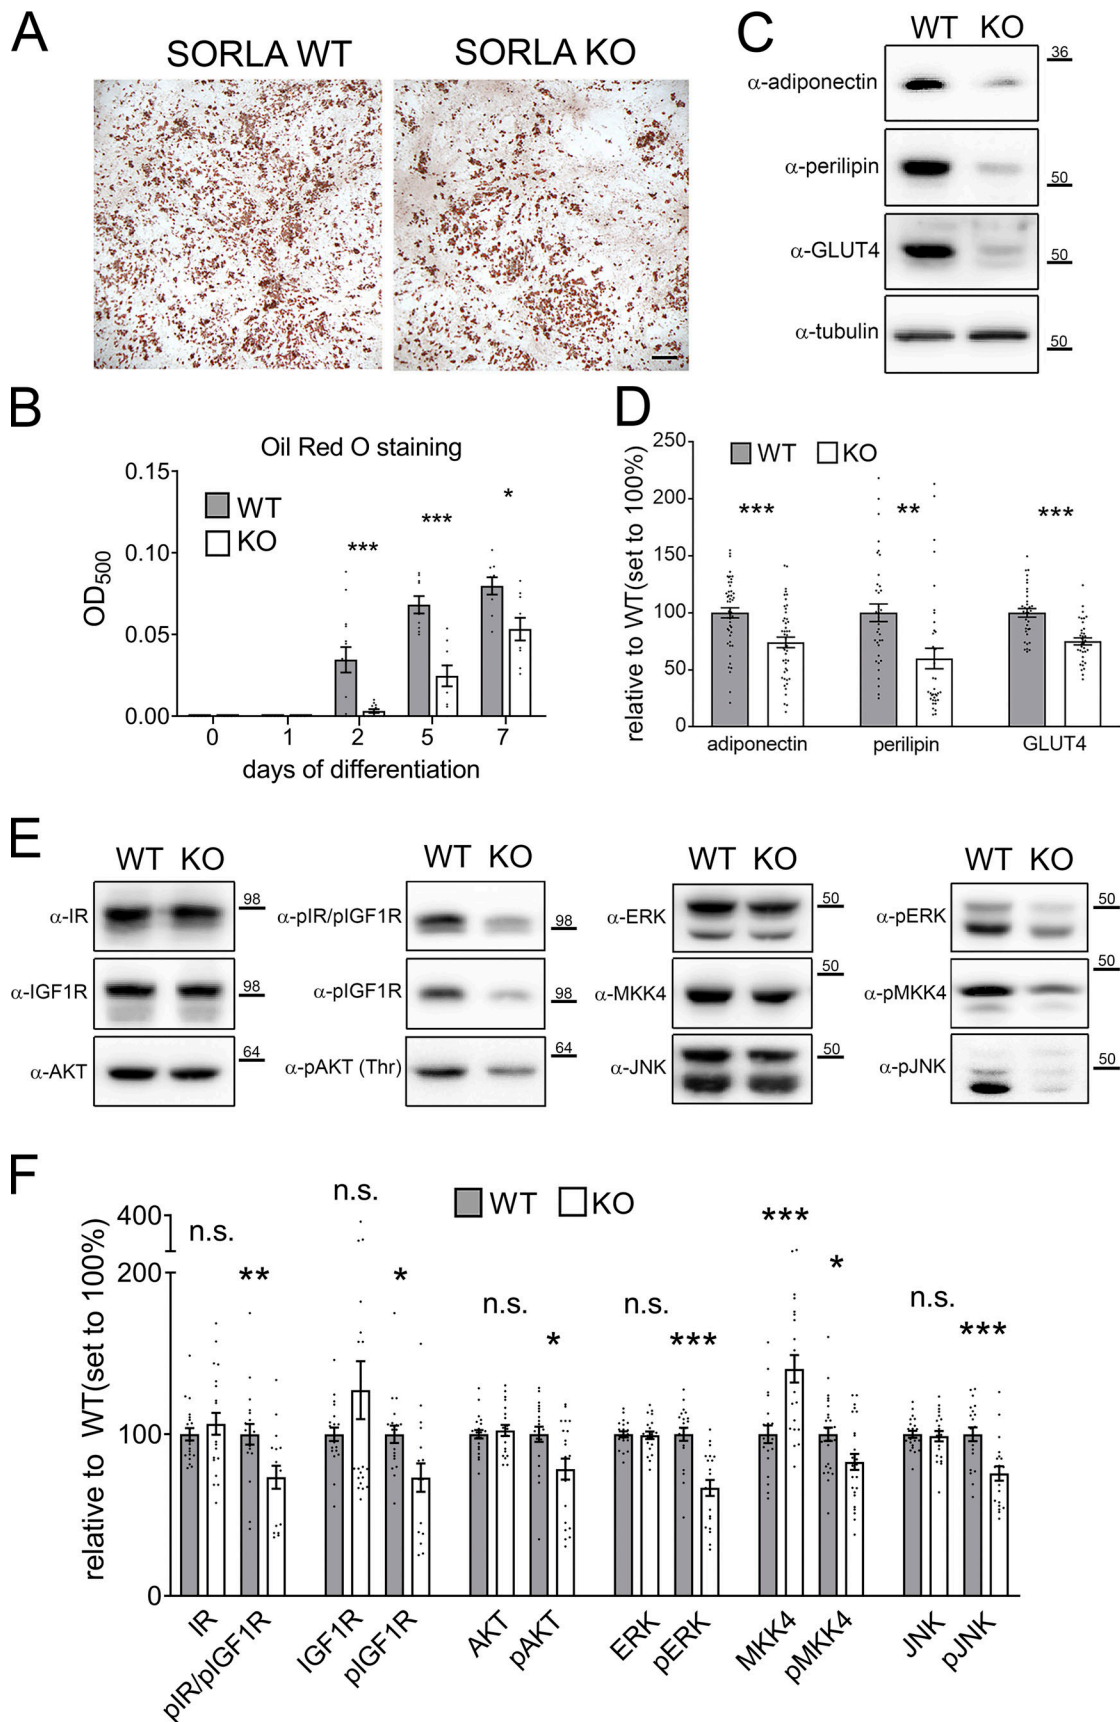 A
SORLA WT
SORLA KO
C
WT KO
α-adiponectin
36
α-perilipin
50
α-GLUT4
50
α-tubulin
50
B
Oil Red O staining
OD500
0.15
0.10
0.05
0.00
WT
KO
***
***
*
0 1 2 5 7
days of differentiation
D
relative to WT(set to 100%)
250
200
150
100
50
0
WT KO
***
**
***
adiponectin perilipin GLUT4
E
WT KO
α-IR
98
α-IGF1R
98
α-AKT
64
WT KO
α-pIR/pIGF1R
98
α-pIGF1R
98
α-pAKT (Thr)
64
WT KO
α-ERK
50
α-MKK4
50
α-JNK
50
WT KO
α-pERK
50
α-pMKK4
50
α-pJNK
50
F
relative to WT(set to 100%)
400
200
100
0
WT KO
n.s.
**
n.s.
*
n.s.
*
n.s.
***
***
*
n.s.
***
IR
pIR/pIGF1R
IGF1R
pIGF1R
AKT
pAKT
ERK
pERK
MKK4
pMKK4
JNK
pJNK